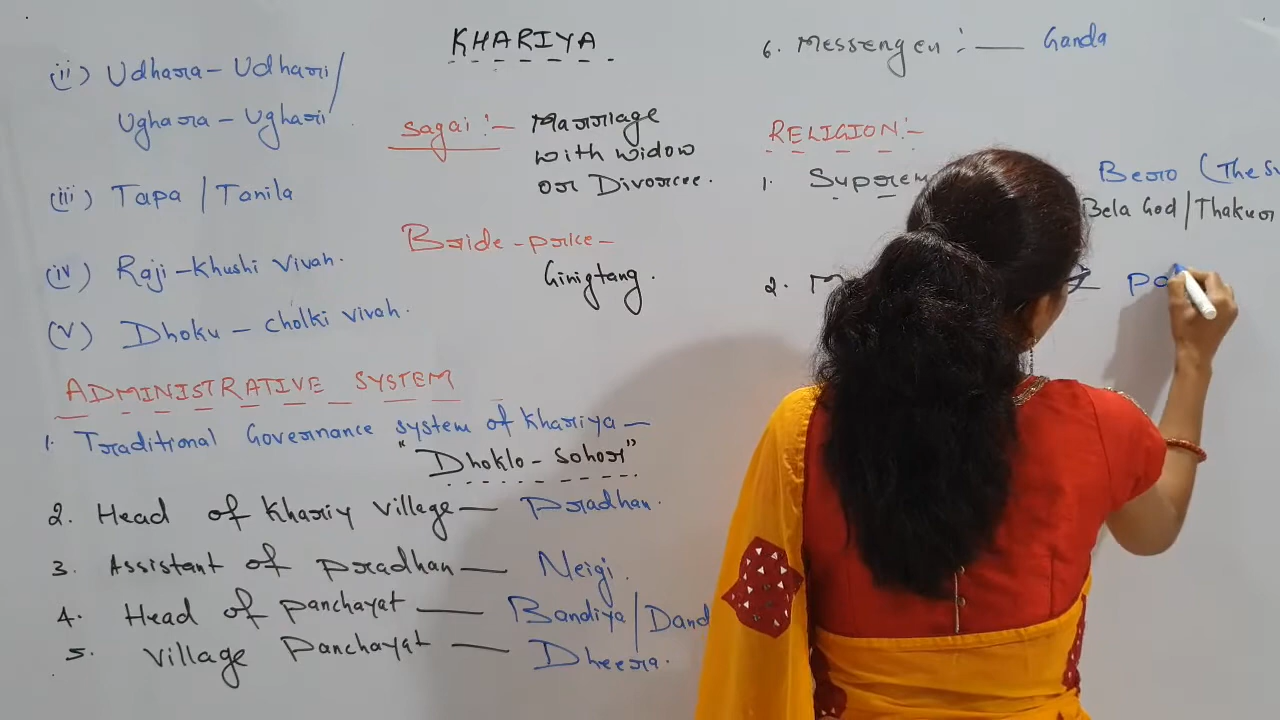 KHARIYA
(ii) Udhara - Udhari/
Ughara - Ughari
(iii) Tapa / Tanila
(iv) Raji - Khushi Vivah.
(v) Dhoku - cholki vivah.
Sagai :- Marriage
with widow
or Divorcee.
Bride - price -
Ginigtang.
ADMINISTRATIVE SYSTEM
1. Traditional Governance system of Khariya -
"Dhoklo - Sohor"
2. Head of Khariy village - Pradhan.
3. Assistant of Pradhan - Neigi.
4. Head of Panchayat - Bandiya / Dand
5. Village Panchayat - Dheera.
6. Messenger :- Ganda
RELIGION :-
1. Suprem Bero (The Su
Bela God / Thakur
2.